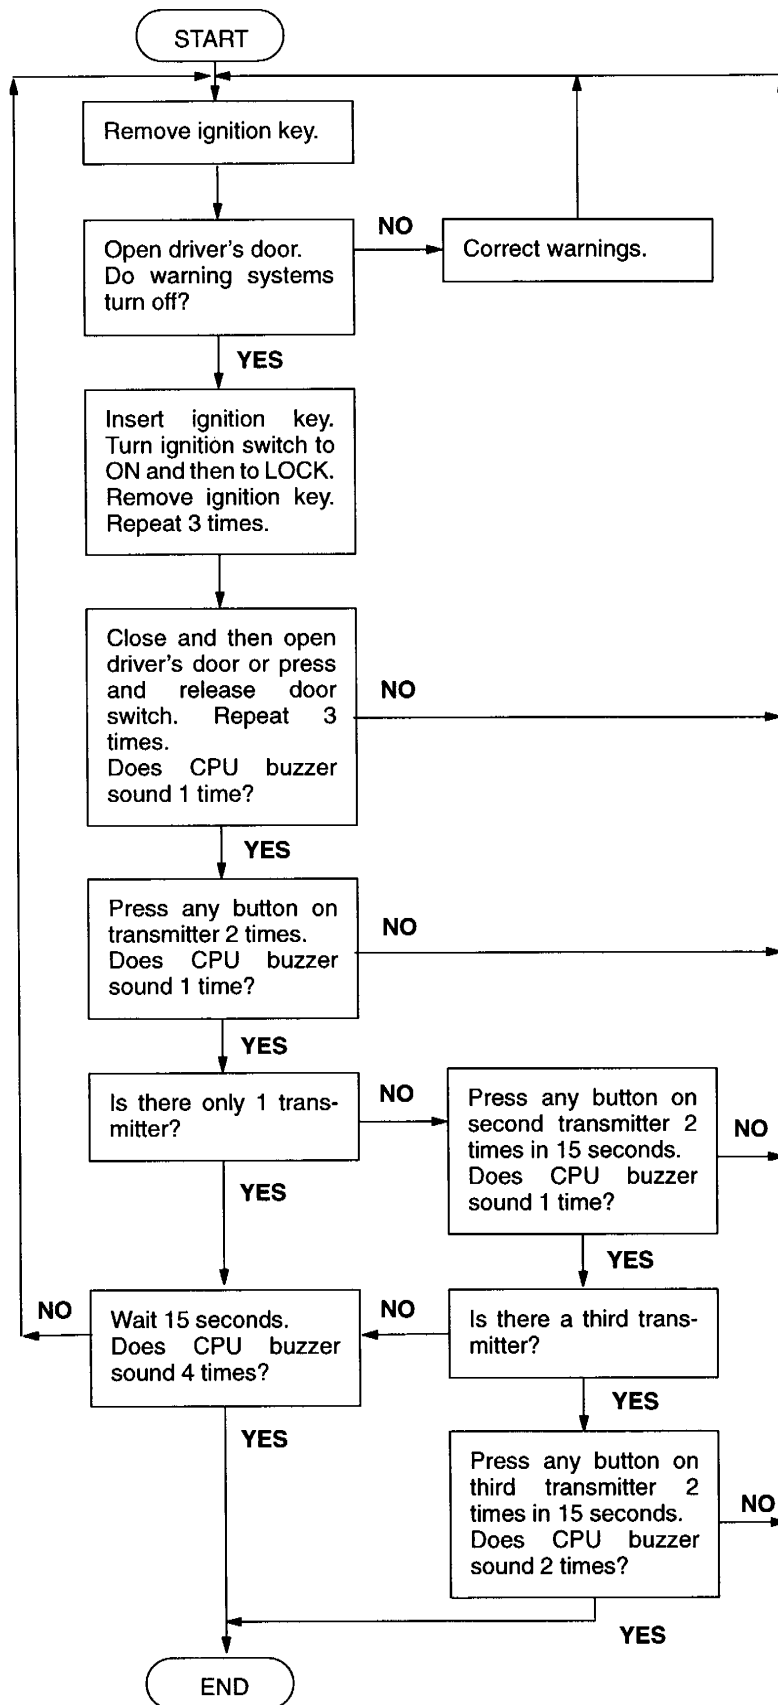 START
Remove ignition key.
Open driver's door.
Do warning systems
turn off?
NO
Correct warnings.
YES
Insert ignition key.
Turn ignition switch to
ON and then to LOCK.
Remove ignition key.
Repeat 3 times.
Close and then open
driver's door or press
and release door
switch. Repeat 3
times.
Does CPU buzzer
sound 1 time?
NO
YES
Press any button on
transmitter 2 times.
Does CPU buzzer
sound 1 time?
NO
YES
Is there only 1 trans-
mitter?
NO
Press any button on
second transmitter 2
times in 15 seconds.
Does CPU buzzer
sound 1 time?
NO
YES
YES
NO
Wait 15 seconds.
Does CPU buzzer
sound 4 times?
NO
Is there a third trans-
mitter?
YES
YES
Press any button on
third transmitter 2
times in 15 seconds.
Does CPU buzzer
sound 2 times?
NO
YES
END